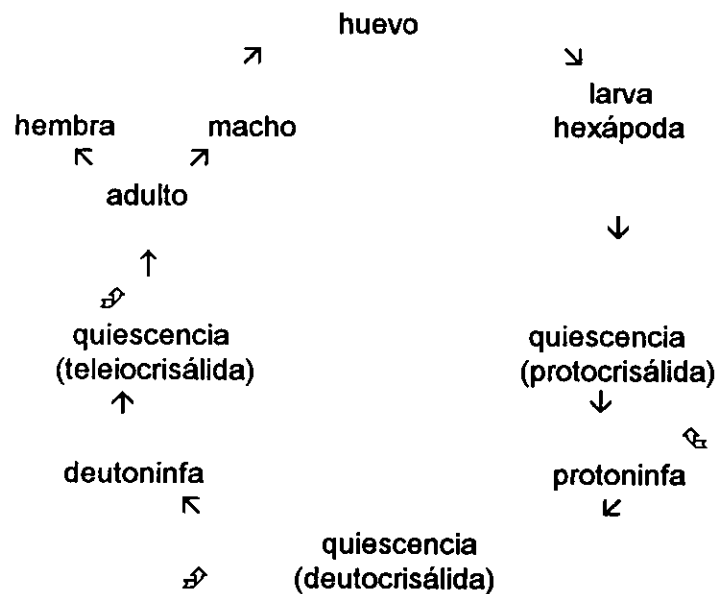 huevo
larva
hexápoda
hembra macho
adulto
quiescencia
(teleiocrisálida)
quiescencia
(protocrisálida)
deutoninfa
protoninfa
quiescencia
(deutocrisálida)